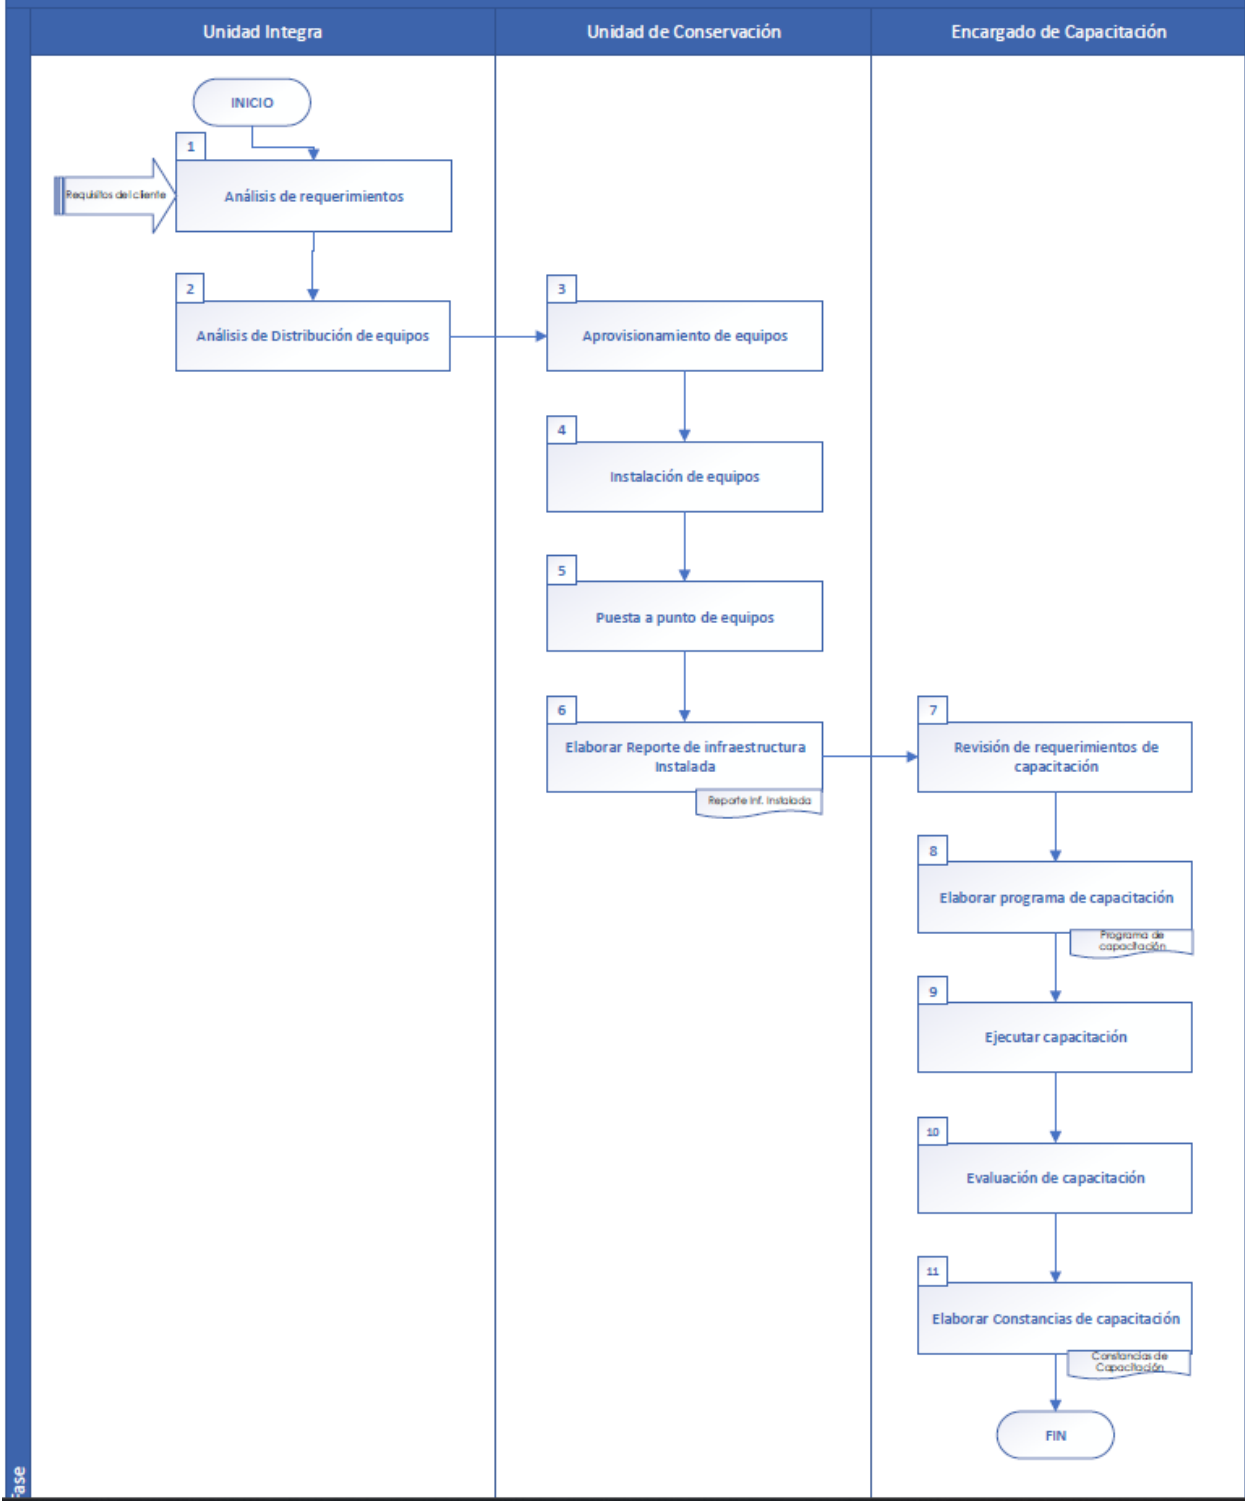 Unidad Integra
Unidad de Conservación
Encargado de Capacitación
INICIO
1
Requisitos del cliente
Análisis de requerimientos
2
Análisis de Distribución de equipos
3
Aprovisionamiento de equipos
4
Instalación de equipos
5
Puesta a punto de equipos
6
Elaborar Reporte de infraestructura
Instalada
Reporte Inf. Instalada
7
Revisión de requerimientos de
capacitación
8
Elaborar programa de capacitación
Programa de
capacitación
9
Ejecutar capacitación
10
Evaluación de capacitación
11
Elaborar Constancias de capacitación
Constancias de
Capacitación
FIN
Fase